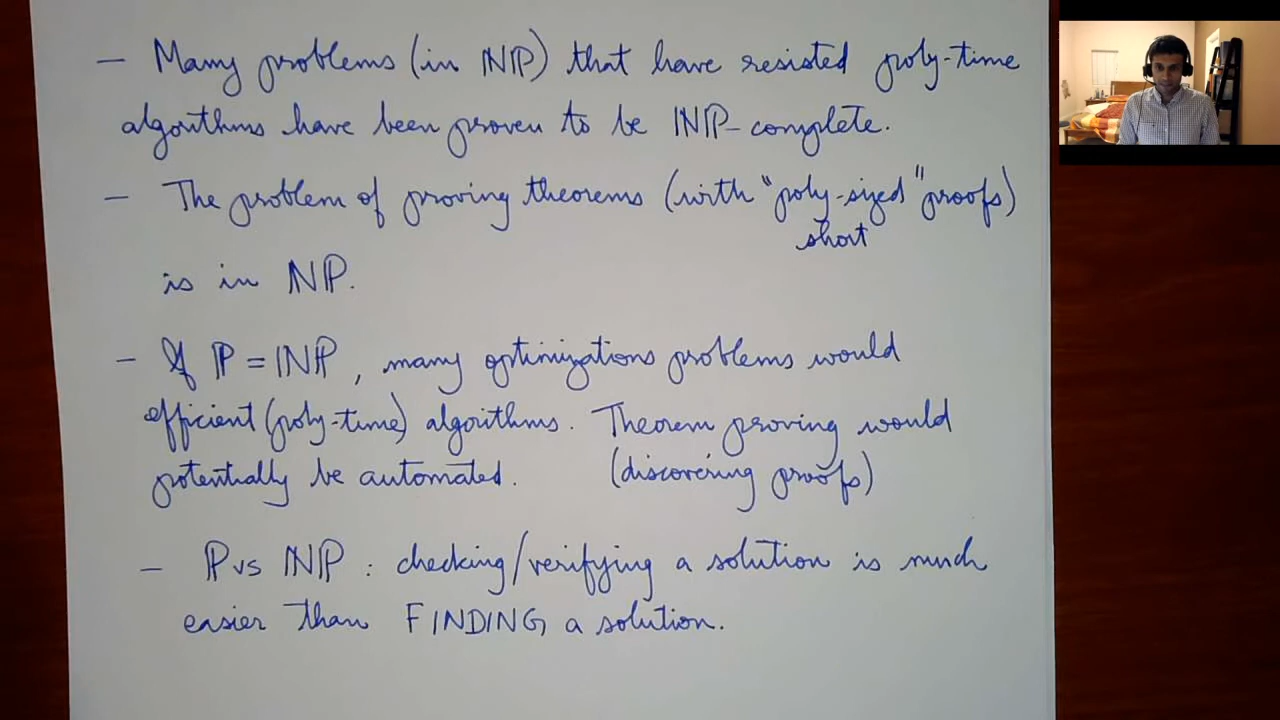 - Many problems (in NP) that have resisted poly-time
algorithms have been proven to be NP-complete.
- The problem of proving theorems (with "poly-sized" proofs)
short
is in NP.
- If P = NP, many optimizations problems would
efficient (poly-time) algorithms. Theorem proving would
potentially be automated. (discovering proofs)
- P vs NP : checking/verifying a solution is much
easier than FINDING a solution.